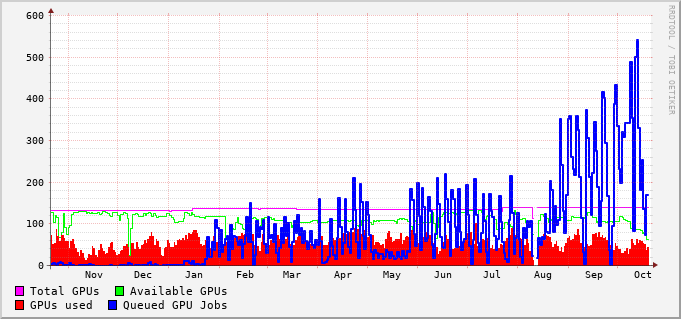 600
500
400
300
200
100
0
Nov Dec Jan Feb Mar Apr May Jun Jul Aug Sep Oct
Total GPUs Available GPUs
GPUs used Queued GPU Jobs
RRDTOOL / TOBI OETIKER